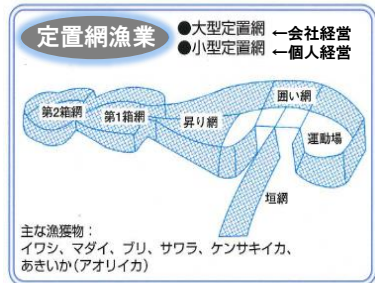 定置網漁業
●大型定置網 ←会社経営
●小型定置網 ←個人経営
囲い網
第2箱網
第1箱網
昇り網
運動場
垣網
主な漁獲物：
イワシ、マダイ、ブリ、サワラ、ケンサキイカ、
あきいか（アオリイカ）